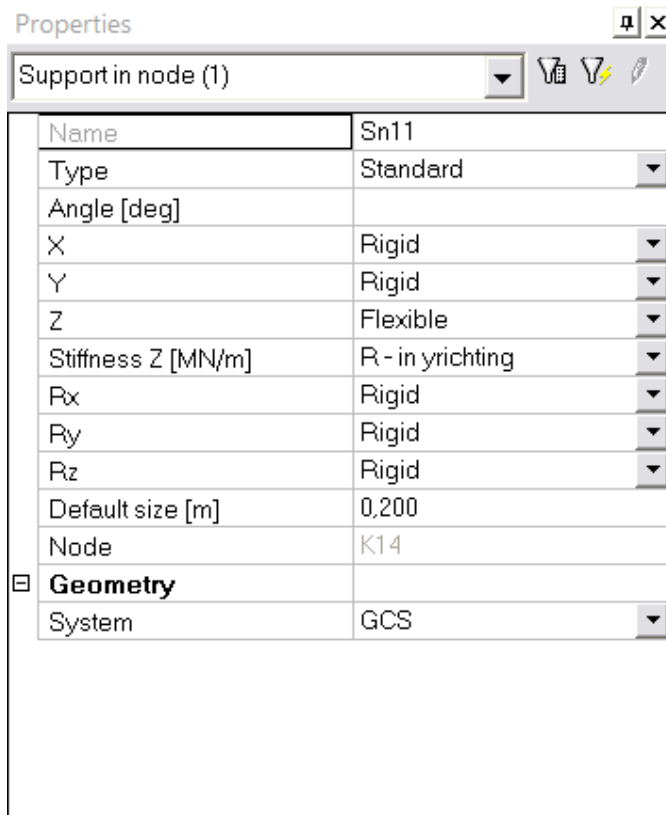 Properties
Support in node (1)
Name Sn11
Type Standard
Angle [deg]
X Rigid
Y Rigid
Z Flexible
Stiffness Z [MN/m] R - in yrichting
Rx Rigid
Ry Rigid
Rz Rigid
Default size [m] 0,200
Node K14
Geometry
System GCS